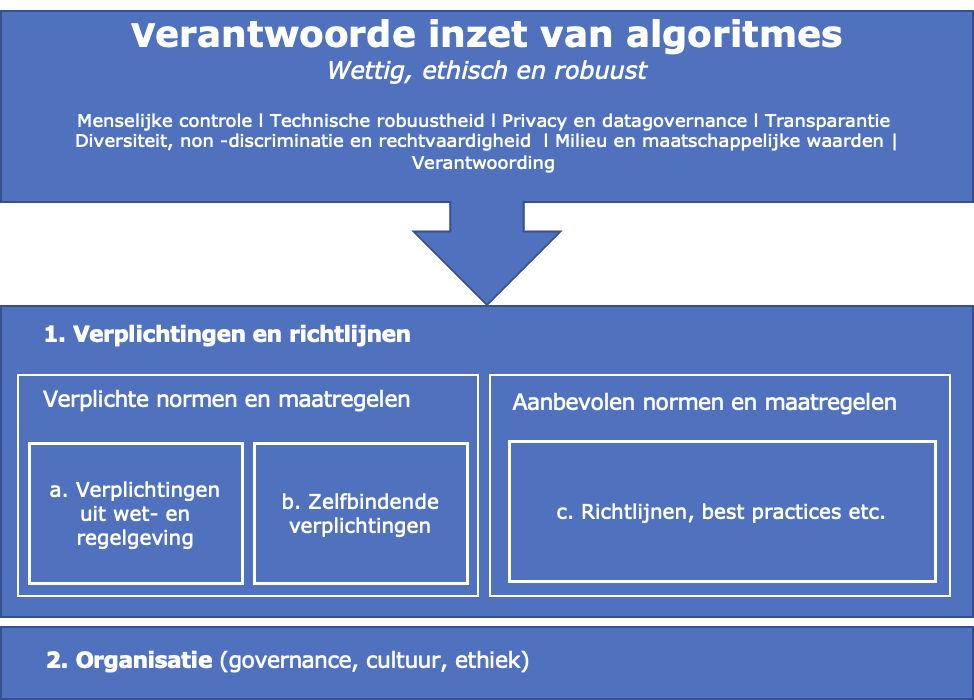 Verantwoorde inzet van algoritmes
Wettig, ethisch en robuust
Menselijke controle l Technische robuustheid l Privacy en datagovernance l Transparantie
Diversiteit, non -discriminatie en rechtvaardigheid l Milieu en maatschappelijke waarden |
Verantwoording
1. Verplichtingen en richtlijnen
Verplichte normen en maatregelen
a. Verplichtingen
uit wet- en
regelgeving
b. Zelfbindende
verplichtingen
Aanbevolen normen en maatregelen
c. Richtlijnen, best practices etc.
2. Organisatie (governance, cultuur, ethiek)